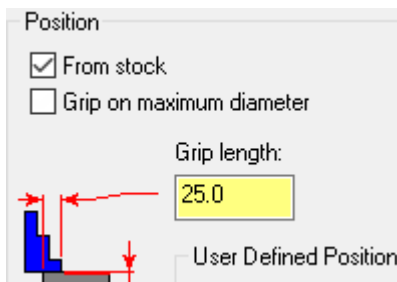 Position
From stock
Grip on maximum diameter
Grip length:
25.0
User Defined Position